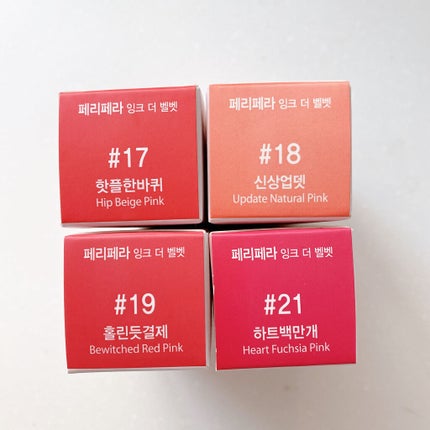 페리페라 잉크 더 벨벳
#17
핫플한바퀴
Hip Beige Pink
페리페라 잉크 더 벨벳
#18
신상업뎃
Update Natural Pink
페리페라 잉크 더 벨벳
#19
홀린듯결제
Bewitched Red Pink
페리페라 잉크 더 벨벳
#21
하트백만개
Heart Fuchsia Pink